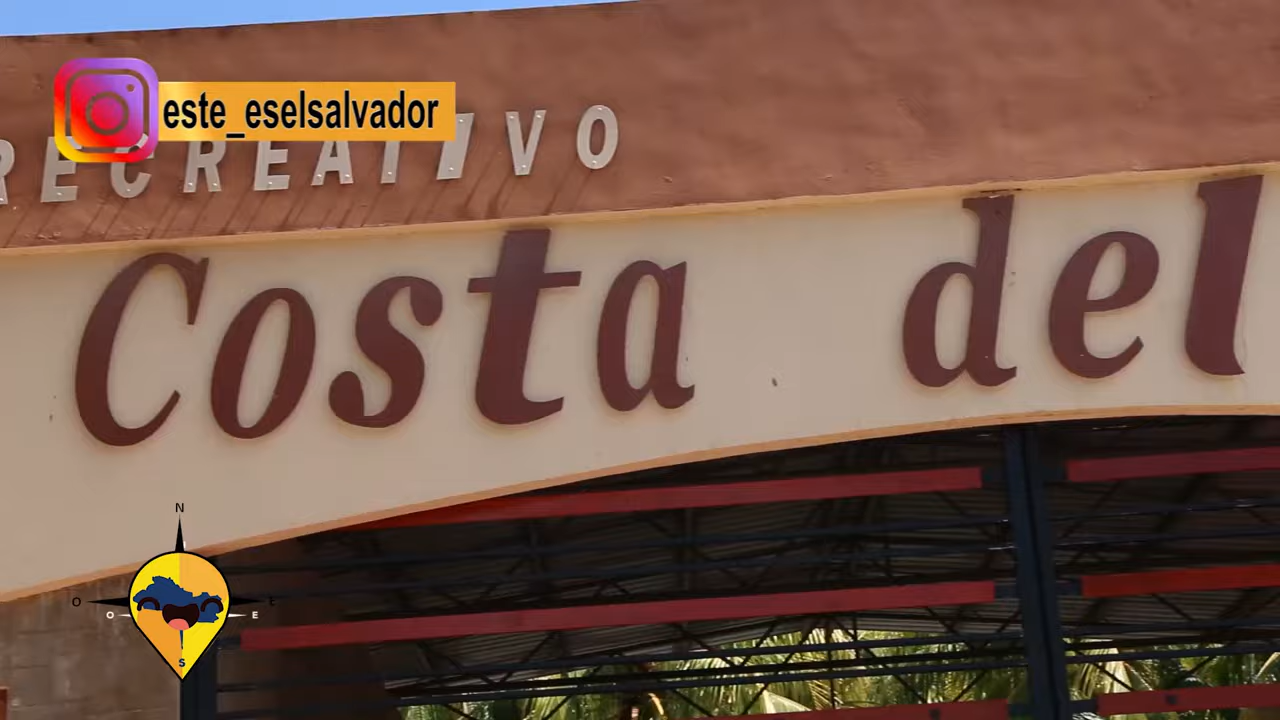 este_eselsalvador
RECREATIVO
Costa del
N
O E
O E
S